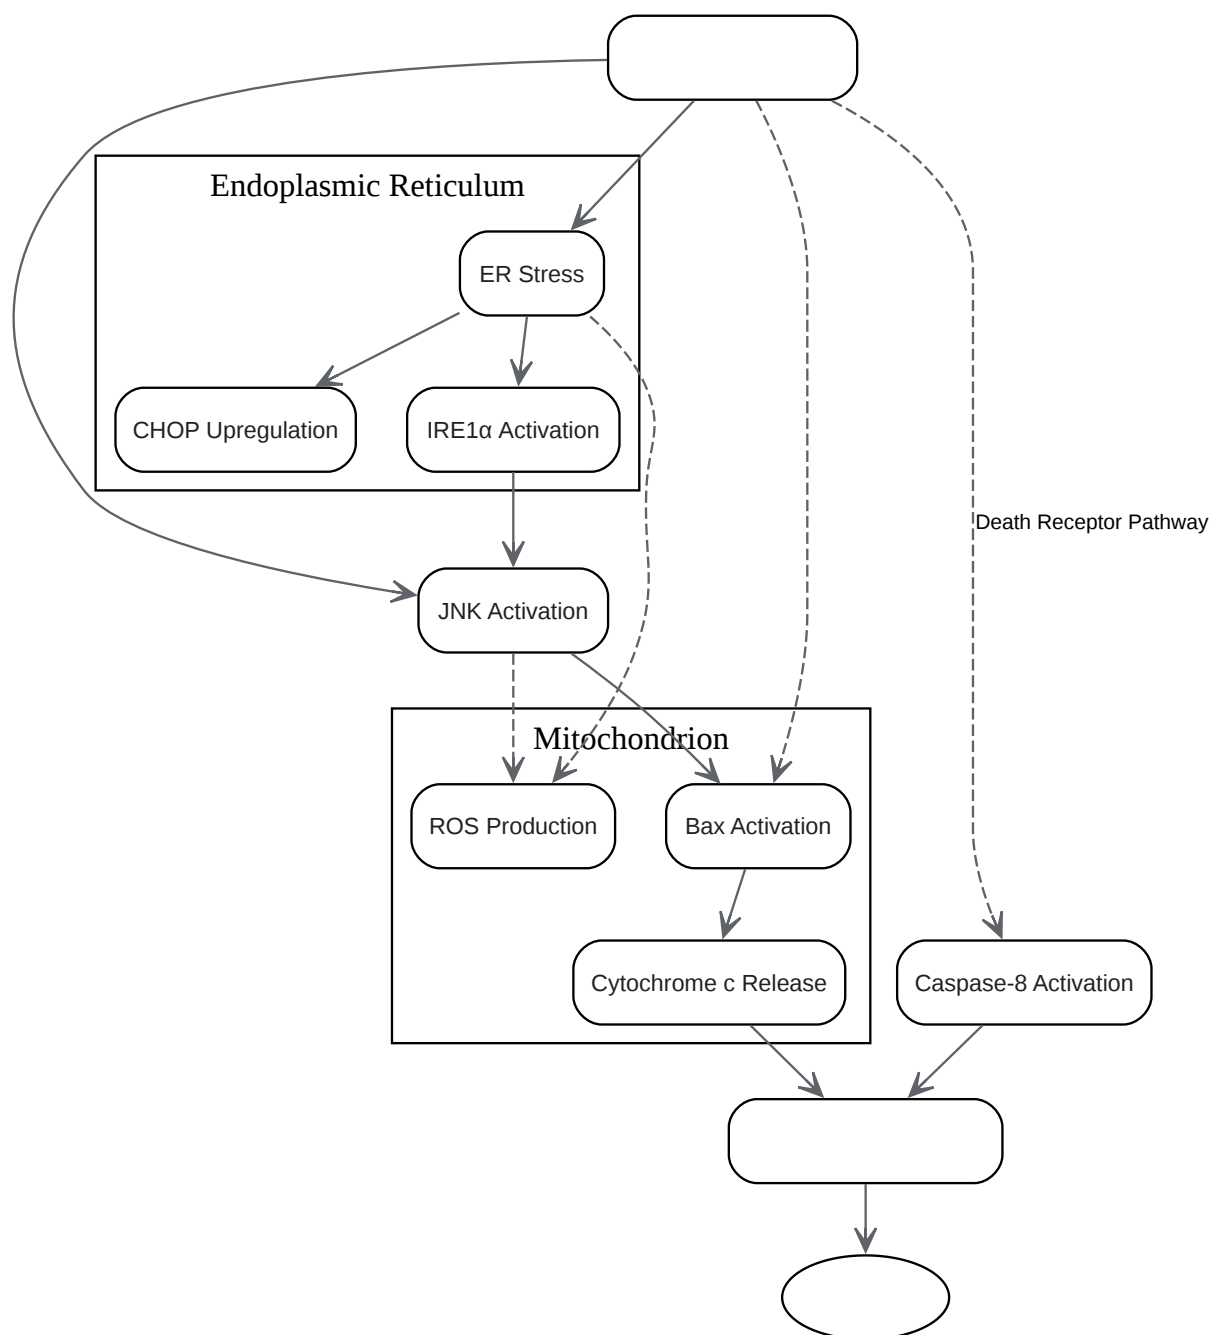 Endoplasmic Reticulum
ER Stress
CHOP Upregulation
IRE1α Activation
Death Receptor Pathway
JNK Activation
Mitochondrion
ROS Production
Bax Activation
Cytochrome c Release
Caspase-8 Activation